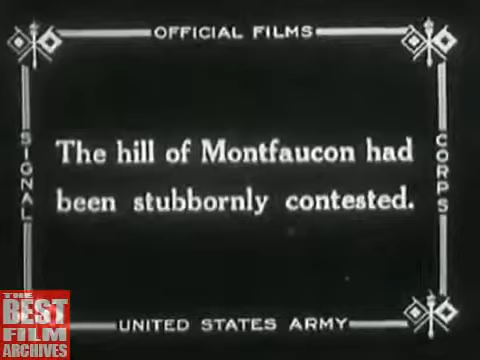 OFFICIAL FILMS
SIGNAL
CORPS
The hill of Montfaucon had
been stubbornly contested.
UNITED STATES ARMY
THE
BEST
FILM
ARCHIVES